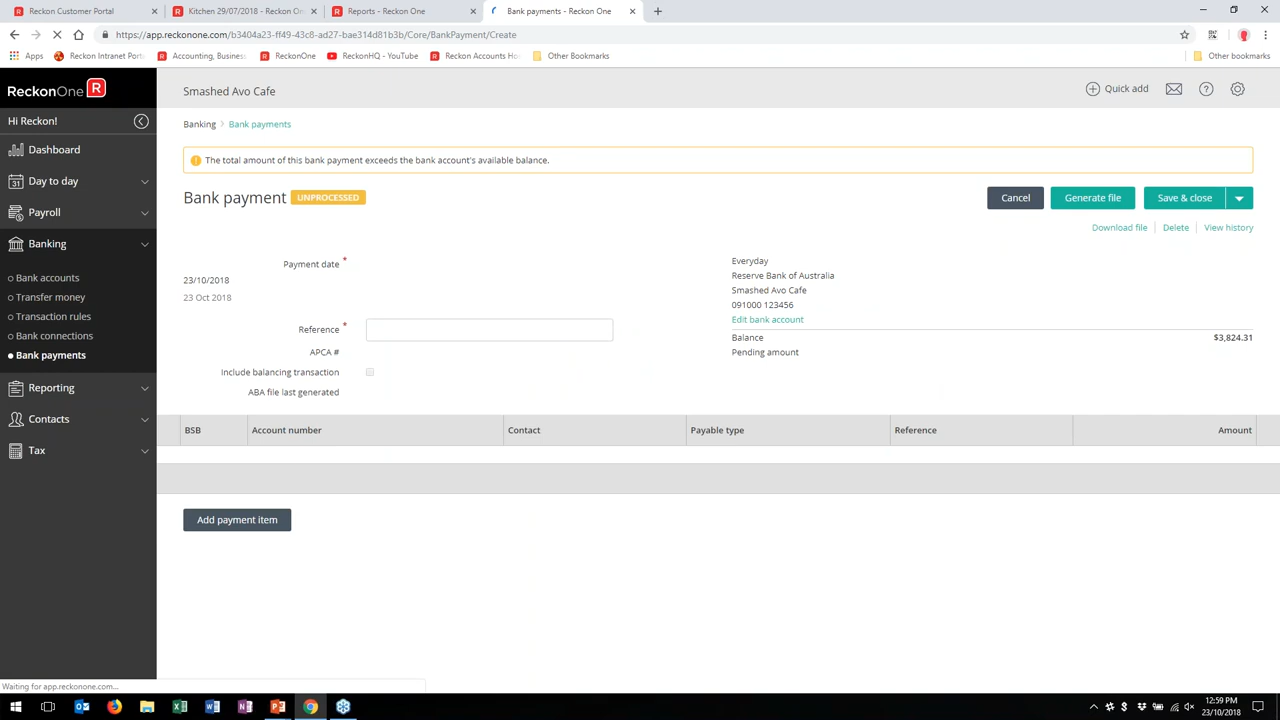 Reckon Customer Portal
Kitchen 29/07/2018 - Reckon On
Reports - Reckon One
Bank payments - Reckon One
https://app.reckonone.com/b3404a23-ff49-43c8-ad27-bae314d81b3b/Core/BankPayment/Create
Apps
Reckon Intranet Port
Accounting, Busines
ReckonOne
ReckonHQ - YouTube
Reckon Accounts Ho
Other Bookmarks
Other bookmarks
ReckonOne R
Smashed Avo Cafe
Quick add
Hi Reckon!
Banking
Bank payments
Dashboard
Day to day
Payroll
Banking
Bank accounts
Transfer money
Transaction rules
Bank connections
Bank payments
Reporting
Contacts
Tax
The total amount of this bank payment exceeds the bank account's available balance.
Bank payment UNPROCESSED
Cancel
Generate file
Save & close
Download file
Delete
View history
Payment date *
23/10/2018
23 Oct 2018
Reference *
APCA #
Include balancing transaction
ABA file last generated
Everyday
Reserve Bank of Australia
Smashed Avo Cafe
091000 123456
Edit bank account
Balance $3,824.31
Pending amount
BSB Account number Contact Payable type Reference Amount
Add payment item
Waiting for app.reckonone.com...
12:59 PM
23/10/2018